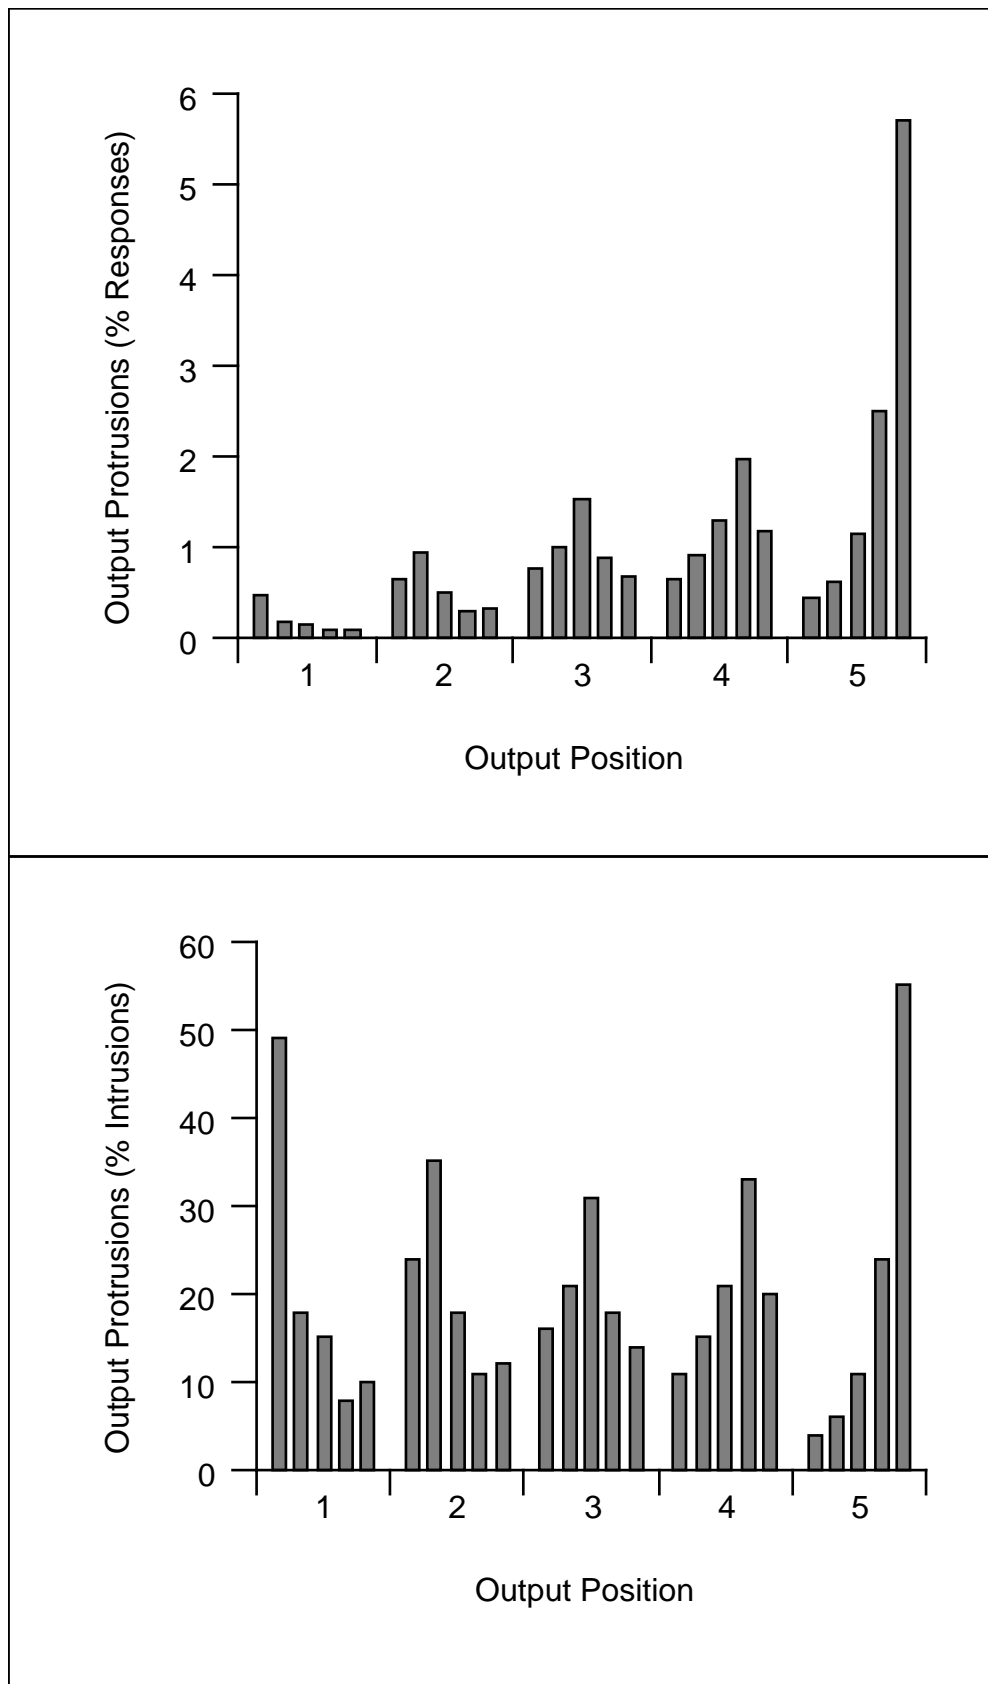 Output Protrusions (% Responses)
6
5
4
3
2
1
0
1 2 3 4 5
Output Position
Output Protrusions (% Intrusions)
60
50
40
30
20
10
0
1 2 3 4 5
Output Position